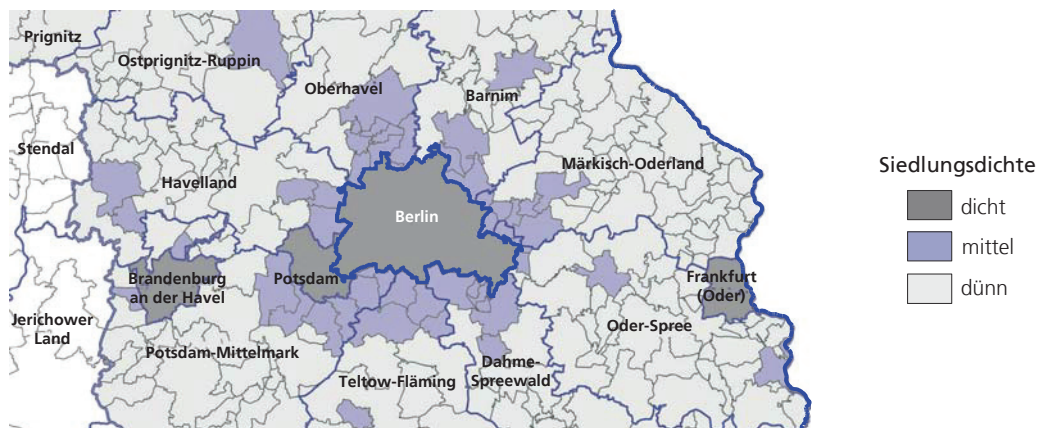 Prignitz
Ostprignitz-Ruppin
Oberhavel
Barnim
Stendal
Havelland
Märkisch-Oderland
Berlin
Brandenburg
an der Havel
Potsdam
Frankfurt
(Oder)
Jerichower
Land
Potsdam-Mittelmark
Oder-Spree
Teltow-Fläming
Dahme-
Spreewald
Siedlungsdichte
dicht
mittel
dünn